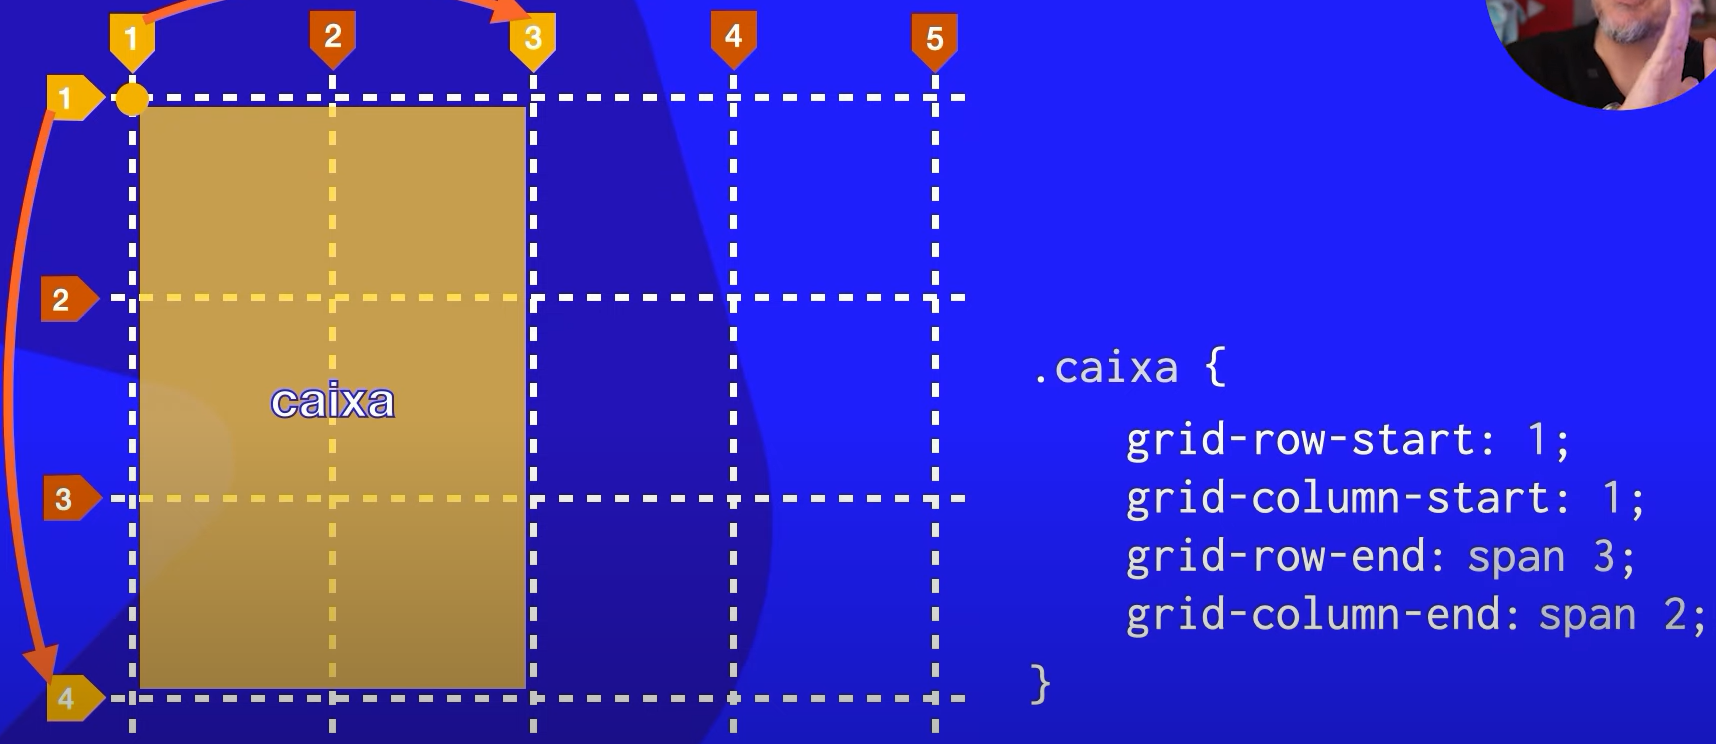 1 2 3 4 5
1
2
caixa
3
4
.caixa {
grid-row-start: 1;
grid-column-start: 1;
grid-row-end: span 3;
grid-column-end: span 2;
}